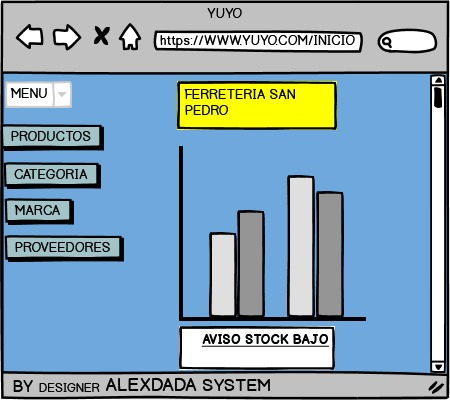 YUYO
https://WWW.YUYO.COM/INICIO
MENU
FERRETERIA SAN
PEDRO
PRODUCTOS
CATEGORIA
MARCA
PROVEEDORES
AVISO STOCK BAJO
BY DESIGNER ALEXDADA SYSTEM